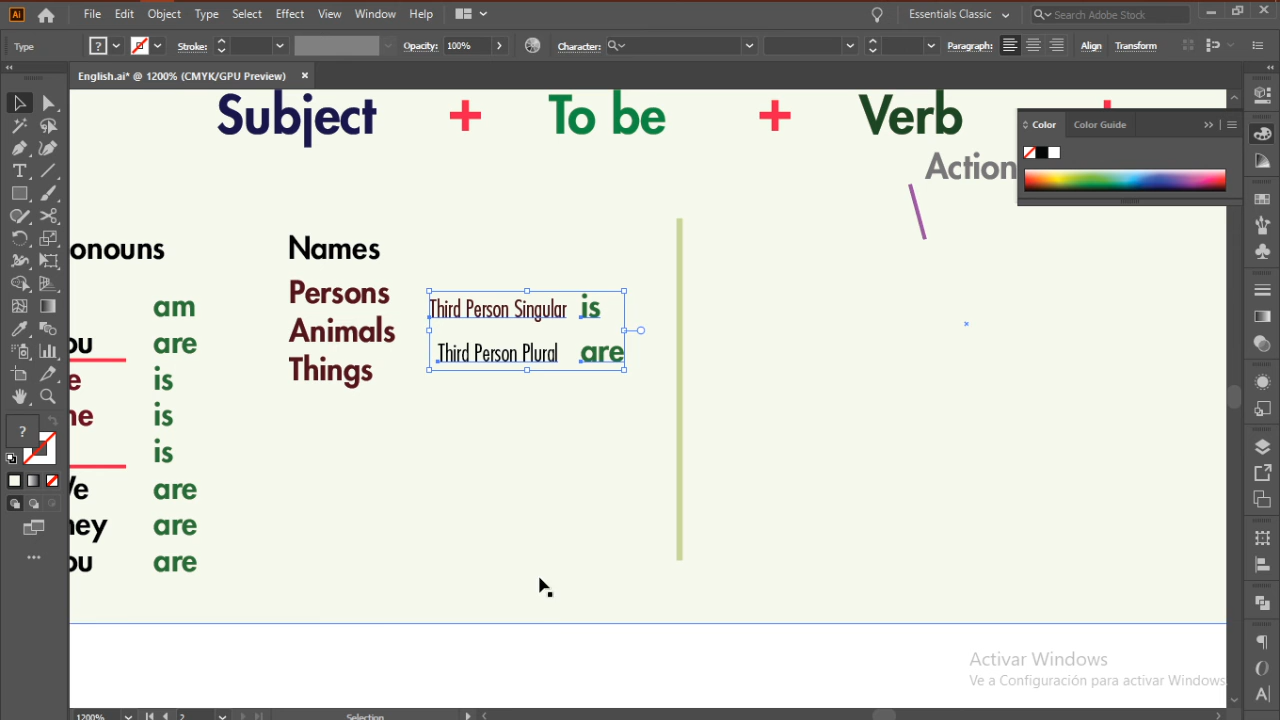 File Edit Object Type Select Effect View Window Help Essentials Classic Search Adobe Stock
Type ? Stroke: Opacity: 100% Character: Paragraph: Align Transform
English.ai* @ 1200% (CMYK/GPU Preview)
Subject + To be + Verb
Color Color Guide
Action
onouns
Names
am
Persons
Third Person Singular is
ou are
Animals
Third Person Plural are
e is
Things
he is
is
?
We are
hey are
ou are
Activar Windows
Ve a Configuración para activar Windows.
1200% 2 Selection